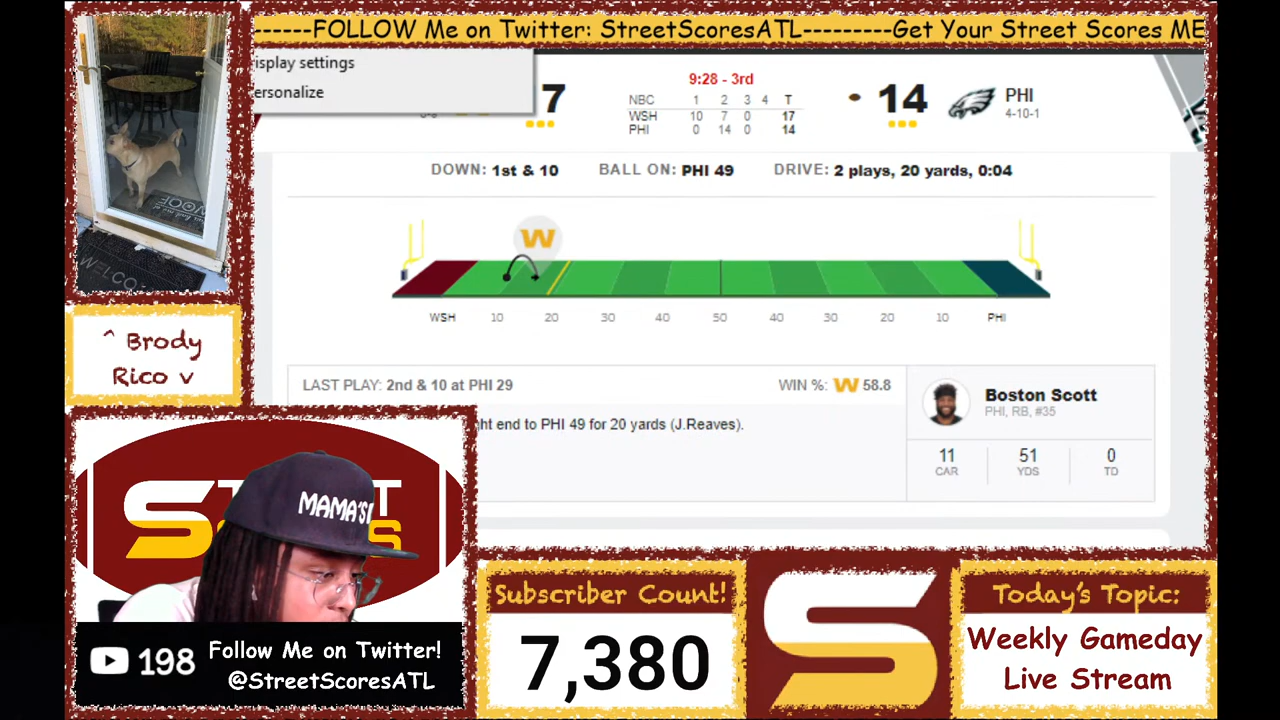 ------FOLLOW Me on Twitter: StreetScoresATL---------Get Your Street Scores ME
isplay settings
ersonalize
7
9:28 - 3rd
NBC 1 2 3 4 T
WSH 10 7 0 17
PHI 0 14 0 14
14
PHI
4-10-1
DOWN: 1st & 10
BALL ON: PHI 49
DRIVE: 2 plays, 20 yards, 0:04
W
WSH 10 20 30 40 50 40 30 20 10 PHI
WELCO
^ Brody
Rico v
LAST PLAY: 2nd & 10 at PHI 29
WIN %: W 58.8
ht end to PHI 49 for 20 yards (J.Reaves).
Boston Scott
PHI, RB, #35
11 51 0
CAR YDS TD
MAMA'S
198
Follow Me on Twitter!
@StreetScoresATL
Subscriber Count!
7,380
S
Today's Topic:
Weekly Gameday
Live Stream